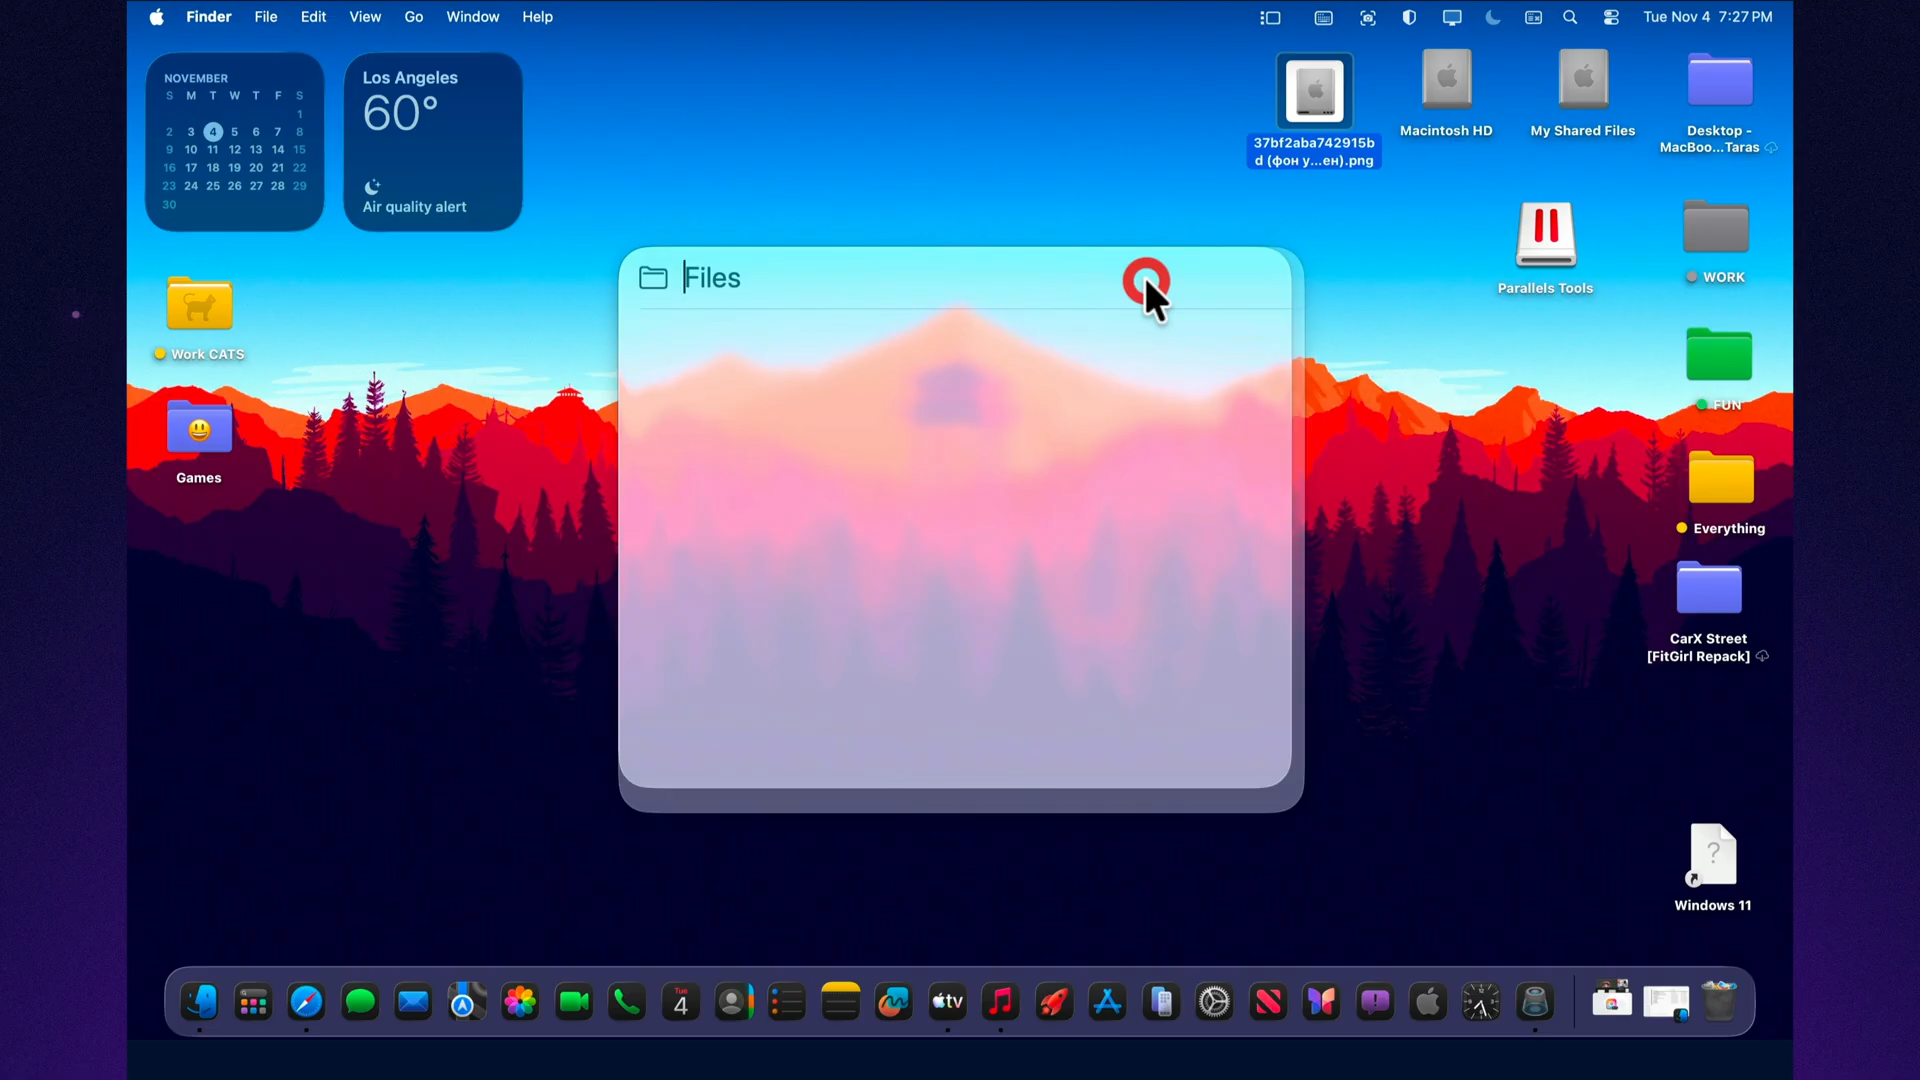 Finder File Edit View Go Window Help
Tue Nov 4 7:27 PM
NOVEMBER
S M T W T F S
1
2 3 4 5 6 7 8
9 10 11 12 13 14 15
16 17 18 19 20 21 22
23 24 25 26 27 28 29
30
Los Angeles
60°
Air quality alert
37bf2aba742915b
d (фон у...ен).png
Macintosh HD
My Shared Files
Desktop -
MacBoo...Taras
Parallels Tools
WORK
Files
Work CATS
FUN
Games
Everything
CarX Street
[FitGirl Repack]
?
Windows 11
Tue
4
tv